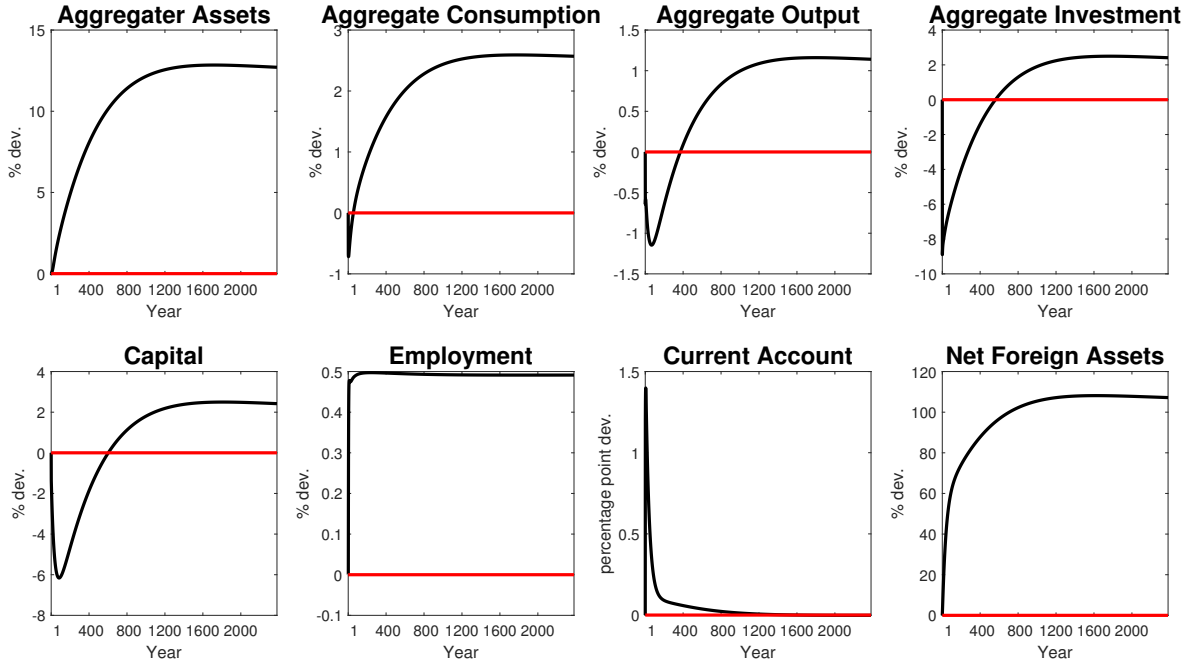 Aggregater Assets
15
10
5
0
% dev.
1 400 800 1200 1600 2000
Year
Aggregate Consumption
3
2
1
0
-1
% dev.
1 400 800 1200 1600 2000
Year
Aggregate Output
1.5
1
0.5
0
-0.5
-1
-1.5
% dev.
1 400 800 1200 1600 2000
Year
Aggregate Investment
4
2
0
-2
-4
-6
-8
-10
% dev.
1 400 800 1200 1600 2000
Year
Capital
4
2
0
-2
-4
-6
-8
% dev.
1 400 800 1200 1600 2000
Year
Employment
0.5
0.4
0.3
0.2
0.1
0
-0.1
% dev.
1 400 800 1200 1600 2000
Year
Current Account
1.5
1
0.5
0
percentage point dev.
1 400 800 1200 1600 2000
Year
Net Foreign Assets
120
100
80
60
40
20
0
% dev.
1 400 800 1200 1600 2000
Year